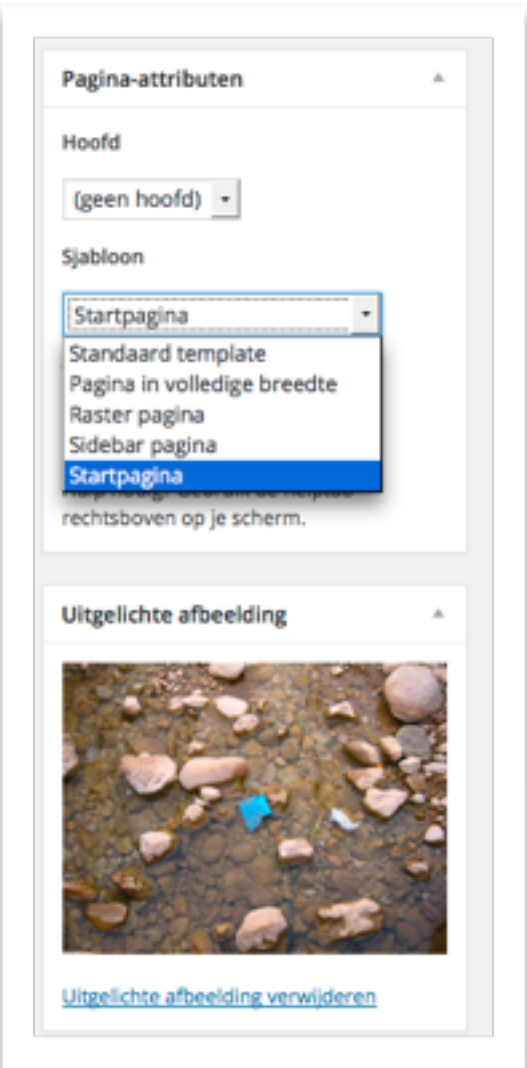 Pagina-attributen
Hoofd
(geen hoofd)
Sjabloon
Startpagina
Standaard template
Pagina in volledige breedte
Raster pagina
Sidebar pagina
Startpagina
rechtsboven op je scherm.
Uitgelichte afbeelding
Uitgelichte afbeelding verwijderen